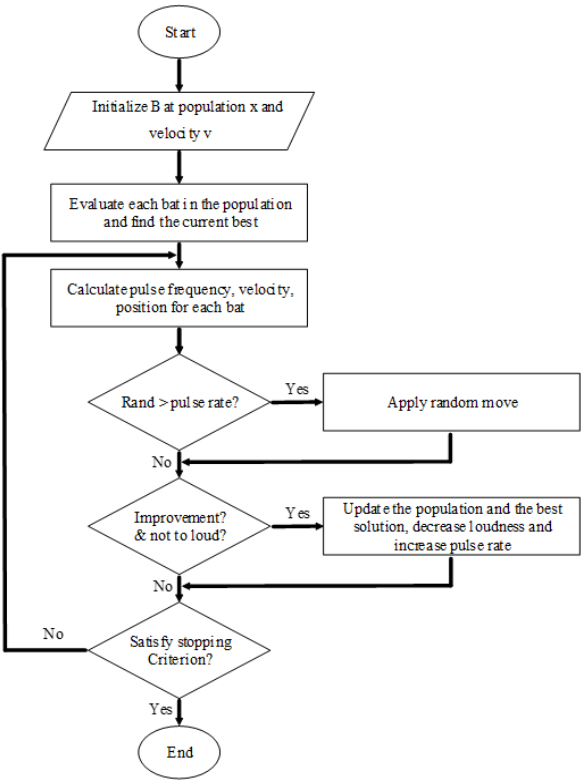 Start
Initialize B at population x and
velocity v
Evaluate each bat in the population
and find the current best
Calculate pulse frequency, velocity,
position for each bat
Rand > pulse rate?
Yes
Apply random move
No
Improvement?
& not to loud?
Yes
Update the population and the best
solution, decrease loudness and
increase pulse rate
No
Satisfy stopping
Criterion?
No
Yes
End